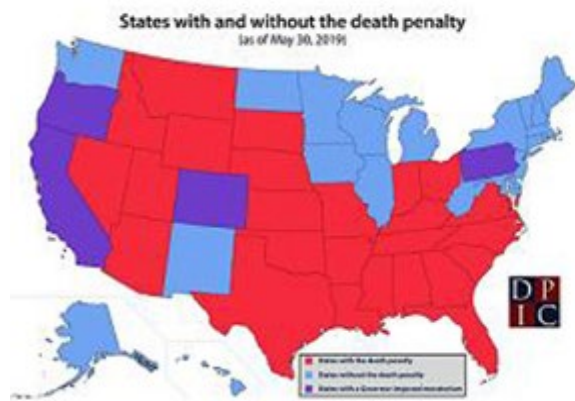 States with and without the death penalty
(as of May 30, 2019)
D P
I C
States with the death penalty
States without the death penalty
States with a Governor imposed moratorium